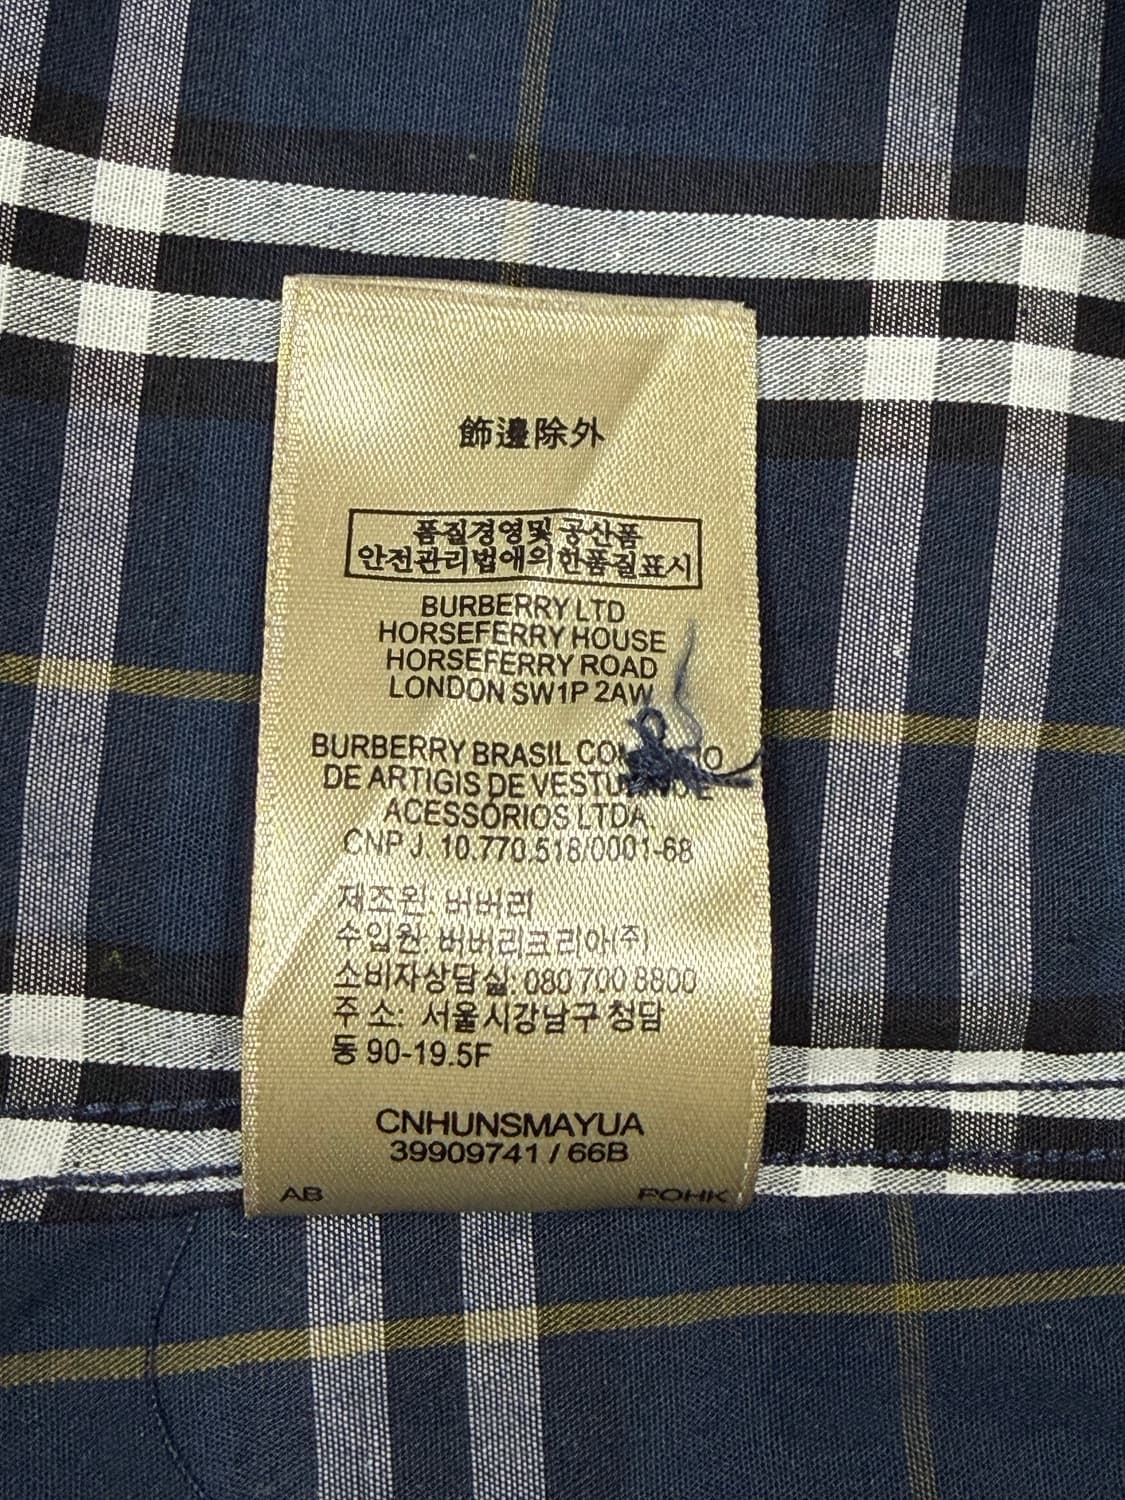 飾邊除外
품질경영및 공산품
안전관리법애의한품질표시
BURBERRY LTD
HORSEFERRY HOUSE
HORSEFERRY ROAD
LONDON SW1P 2AW
BURBERRY BRASIL
DE ARTIGIS DE
ACESSÓRIOS LTDA.
CNPJ. 10.770.518/0001-68
제조원: 버버리
수입원: 버버리코리아(주)
소비자상담실: 080 700 8800
주소: 서울시강남구청담
동 90-19.5F
CNHUNSMAYUA
39909741 / 66B
AB POHK